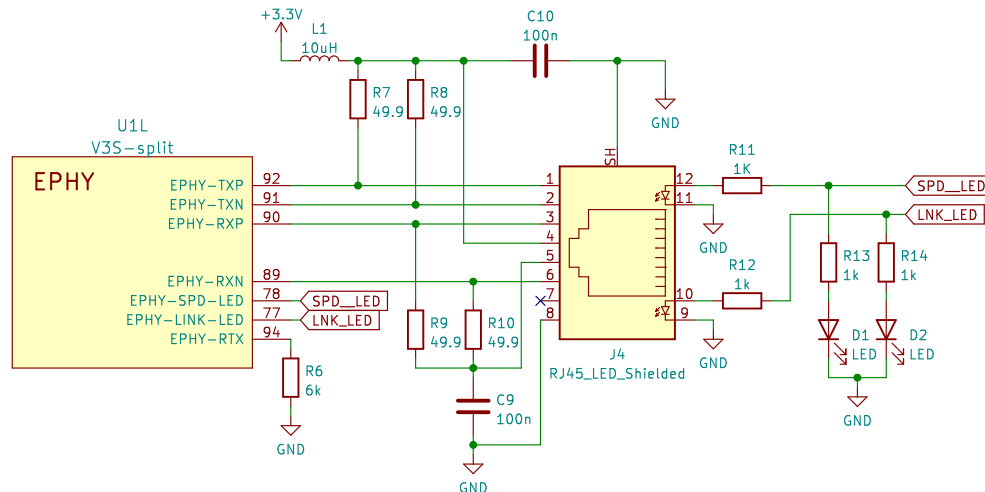 +3.3V
L1
10uH
C10
100n
R7
49.9
R8
49.9
GND
U1L
V3S-split
EPHY
EPHY-TXP
92
EPHY-TXN
91
EPHY-RXP
90
EPHY-RXN
89
EPHY-SPD-LED
78
EPHY-LINK-LED
77
EPHY-RTX
94
SPD__LED
LNK_LED
R6
6k
GND
R9
49.9
R10
49.9
C9
100n
GND
1
2
3
4
5
6
7
8
SH
12
11
10
9
J4
RJ45_LED_Shielded
R11
1K
GND
R12
1k
GND
SPD__LED
LNK_LED
R13
1k
R14
1k
D1
LED
D2
LED
GND